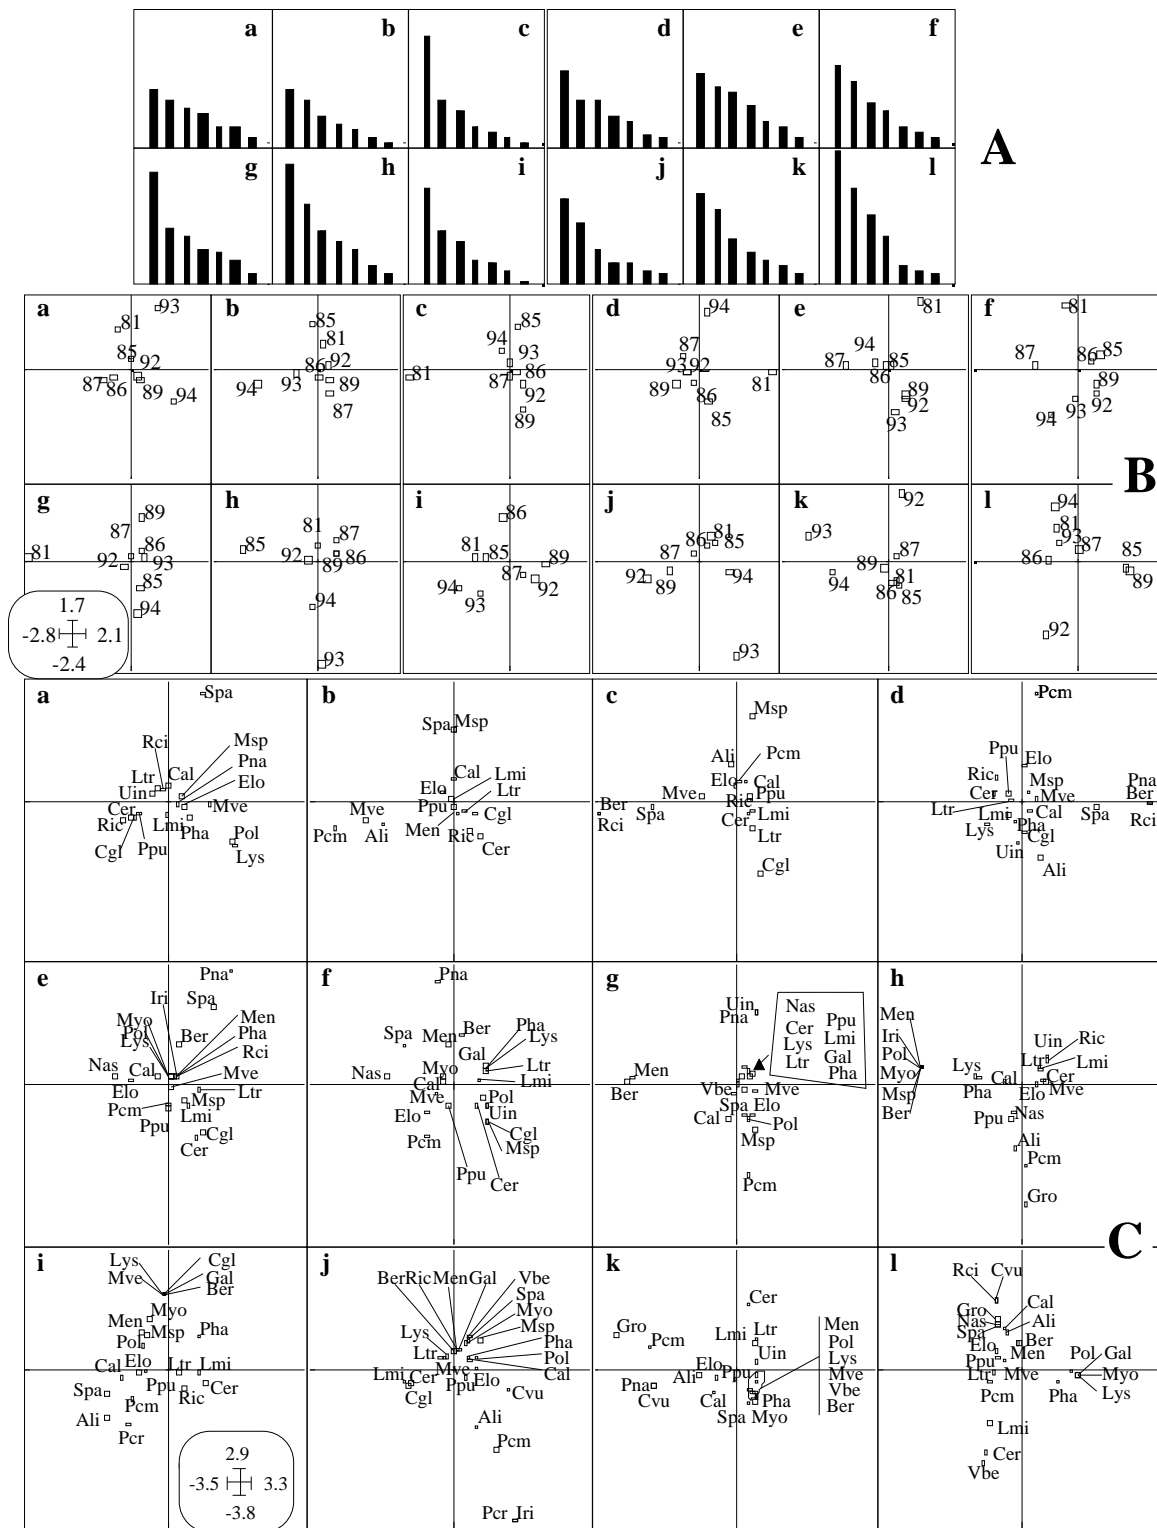 a b c d e f
A
g h i j k l
a 93 81 85 92 87 86 89 94
b 85 81 92 86 93 94 89 87
c 85 94 93 81 86 87 92 89
d 94 87 93 92 81 89 86 85
e 81 94 87 85 86 89 92 93
f 81 87 86 85 89 93 92 94
B
g 89 87 86 81 92 93 85 94
h 81 87 85 92 86 89 94 93
i 86 81 85 89 87 94 92 93
j 81 86 85 87 92 89 94 93
k 92 93 87 89 94 81 86 85
l 94 81 93 87 86 85 89 92
1.7
-2.8 2.1
-2.4
a Spa Rci Msp Pna Elo Ltr Cal Uin Cer Mve Ric Lmi Pha Pol Cgl Ppu Lys
b Spa Msp Cal Elo Lmi Ltr Ppu Mve Cgl Pcm Ali Men Ric Cer
c Msp Ali Pcm Elo Cal Mve Ppu Ric Ber Spa Rci Lmi Cer Ltr Cgl
d Pcm Ppu Elo Ric Msp Pna Cer Mve Ber Ltr Lmi Cal Spa Lys Pha Rci Cgl Uin Ali
e Pna Iri Spa Myo Men Pol Ber Pha Lys Rci Nas Cal Mve Elo Ltr Pcm Msp Lmi Ppu Cgl Cer
f Pna Spa Men Ber Pha Lys Gal Nas Myo Ltr Cal Lmi Mve Pol Elo Uin Pcm Cgl Msp Ppu Cer
g Uin Pna Nas Ppu Cer Lmi Lys Gal Ltr Pha Men Ber Vbe Mve Spa Elo Cal Pol Msp Pcm
h Men Iri Uin Ric Pol Ltr Lmi Myo Lys Cal Cer Pha Elo Mve Msp Ber Ppu Nas Ali Pcm Gro
C
i Lys Cgl Mve Gal Ber Myo Men Msp Pha Pol Elo Cal Ltr Lmi Ppu Spa Ric Cer Pcm Ali Pcr
j Ber Ric Men Gal Vbe Spa Myo Lys Msp Ltr Pha Mve Pol Lmi Cer Ppu Elo Cal Cgl Cvu Ali Pcm Pcr Iri
k Cer Gro Pcm Lmi Ltr Men Uin Pol Elo Lys Ali Ppu Mve Pna Vbe Cvu Cal Pha Ber Spa Myo
l Rci Cvu Gro Cal Nas Ali Spa Ber Elo Men Pol Gal Ppu Mve Myo Ltr Pcm Pha Lys Lmi Cer Vbe
2.9
-3.5 3.3
-3.8